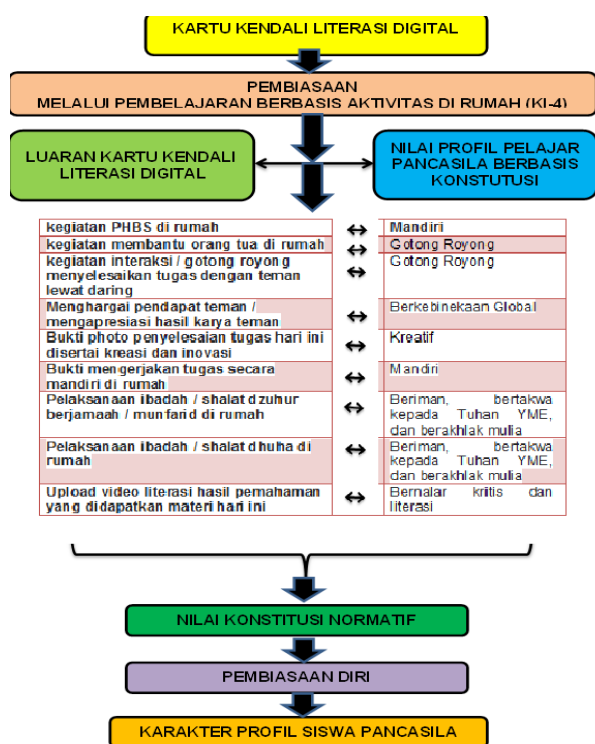 KARTU KENDALI LITERASI DIGITAL
PEMBIASAAN
MELALUI PEMBELAJARAN BERBASIS AKTIVITAS DI RUMAH (KI-4)
LUARAN KARTU KENDALI
LITERASI DIGITAL
NILAI PROFIL PELAJAR
PANCASILA BERBASIS
KONSTUTUSI
kegiatan PHBS di rumah
Mandiri
kegiatan membantu orang tua di rumah
Gotong Royong
kegiatan interaksi / gotong royong
menyelesaikan tugas dengan teman
lewat daring
Gotong Royong
Menghargai pendapat teman /
mengapresiasi hasil karya teman
Berkebinekaan Global
Bukti photo penyelesaian tugas hari ini
disertai kreasi dan inovasi
Kreatif
Bukti mengerjakan tugas secara
mandiri di rumah
Mandiri
Pelaksanaan ibadah / shalat dzuhur
berjamaah / munfarid di rumah
Beriman, bertakwa
kepada Tuhan YME,
dan berakhlak mulia
Pelaksanaan ibadah / shalat dhuha di
rumah
Beriman, bertakwa
kepada Tuhan YME,
dan berakhlak mulia
Upload video literasi hasil pemahaman
yang didapatkan materi hari ini
Bernalar kritis dan
literasi
NILAI KONSTITUSI NORMATIF
PEMBIASAAN DIRI
KARAKTER PROFIL SISWA PANCASILA